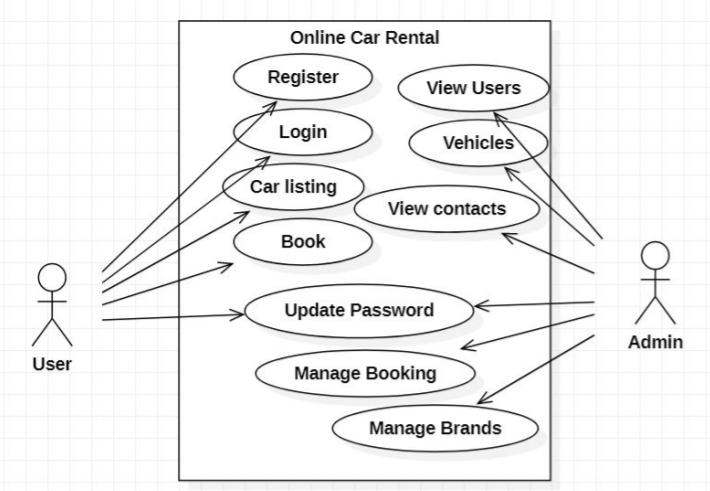 Online Car Rental
Register
View Users
Login
Vehicles
Car listing
View contacts
Book
Update Password
Manage Booking
Manage Brands
User
Admin